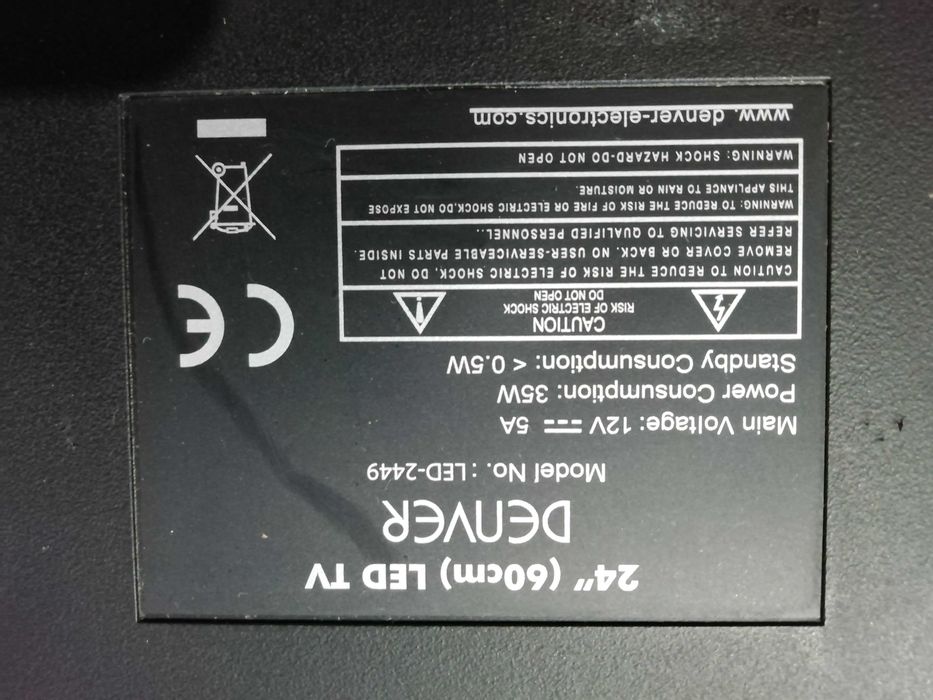 24" (60cm) LED TV
DENVER
Model No. : LED-2449
Main Voltage: 12V 5A
Power Consumption: 35W
Standby Consumption: < 0.5W
CAUTION
RISK OF ELECTRIC SHOCK
DO NOT OPEN
CAUTION TO REDUCE THE RISK OF ELECTRIC SHOCK, DO NOT
REMOVE COVER OR BACK. NO USER-SERVICEABLE PARTS INSIDE.
REFER SERVICING TO QUALIFIED PERSONNEL..
WARNING: TO REDUCE THE RISK OF FIRE OR ELECTRIC SHOCK,DO NOT EXPOSE
THIS APPLIANCE TO RAIN OR MOISTURE.
WARNING: SHOCK HAZARD-DO NOT OPEN
www. denver-electronics.com
CE